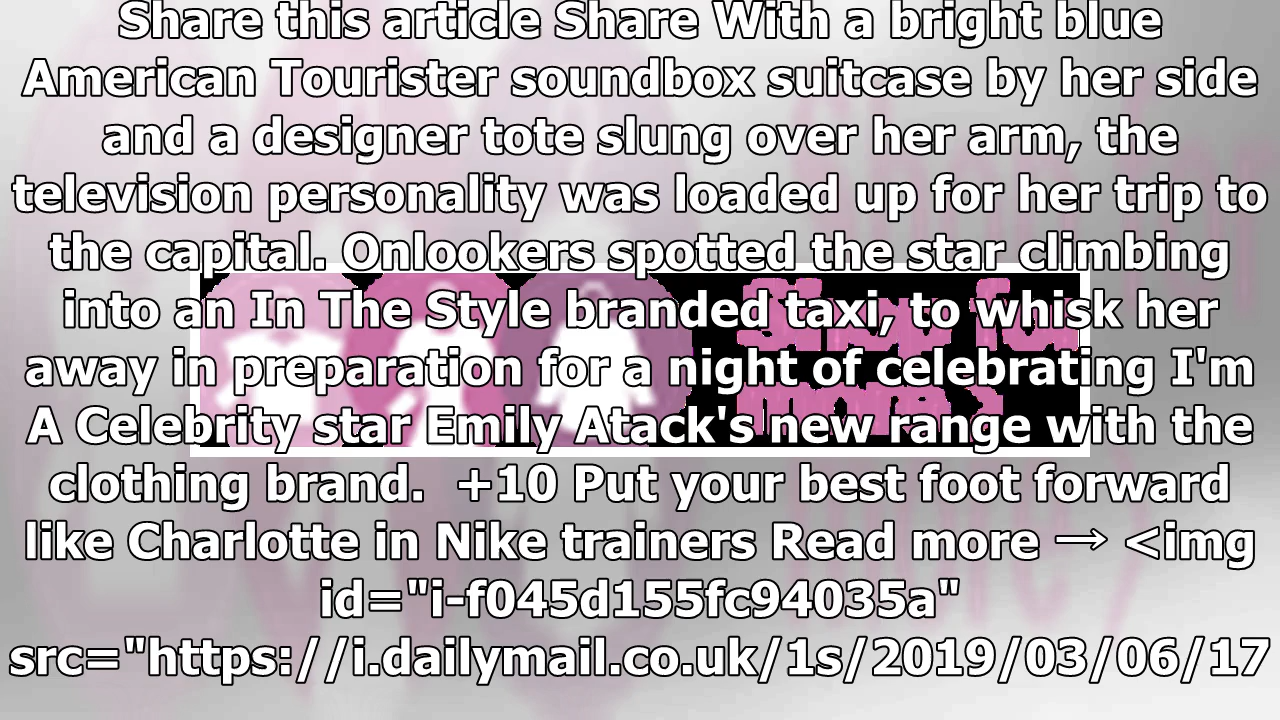 Share this article Share With a bright blue
American Tourister soundbox suitcase by her side
and a designer tote slung over her arm, the
television personality was loaded up for her trip to
the capital. Onlookers spotted the star climbing
into an In The Style branded taxi, to whisk her
away in preparation for a night of celebrating I'm
A Celebrity star Emily Atack's new range with the
clothing brand.  +10 Put your best foot forward
like Charlotte in Nike trainers Read more → <img
id="i-f045d155fc94035a"
src="https://i.dailymail.co.uk/1s/2019/03/06/17